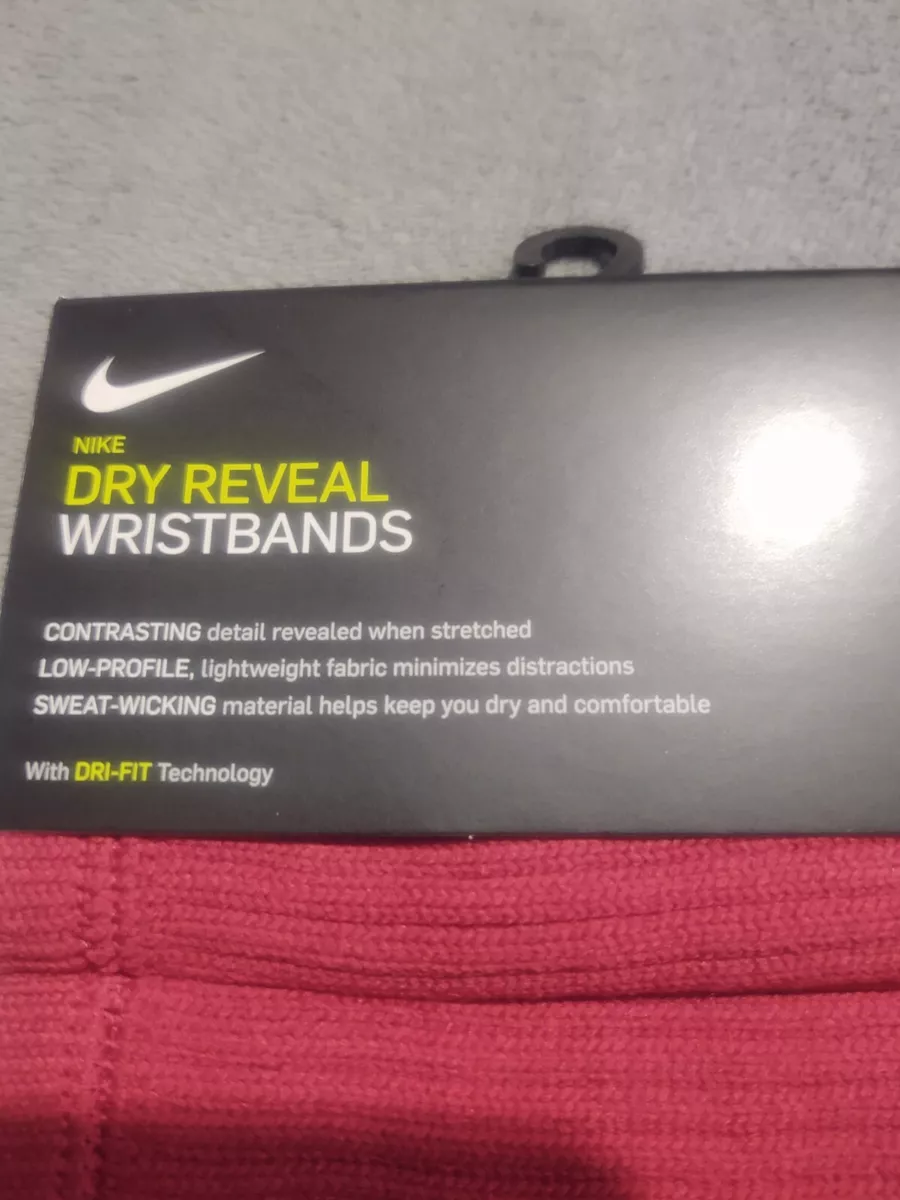 NIKE
DRY REVEAL
WRISTBANDS
CONTRASTING detail revealed when stretched
LOW-PROFILE, lightweight fabric minimizes distractions
SWEAT-WICKING material helps keep you dry and comfortable
With DRI-FIT Technology